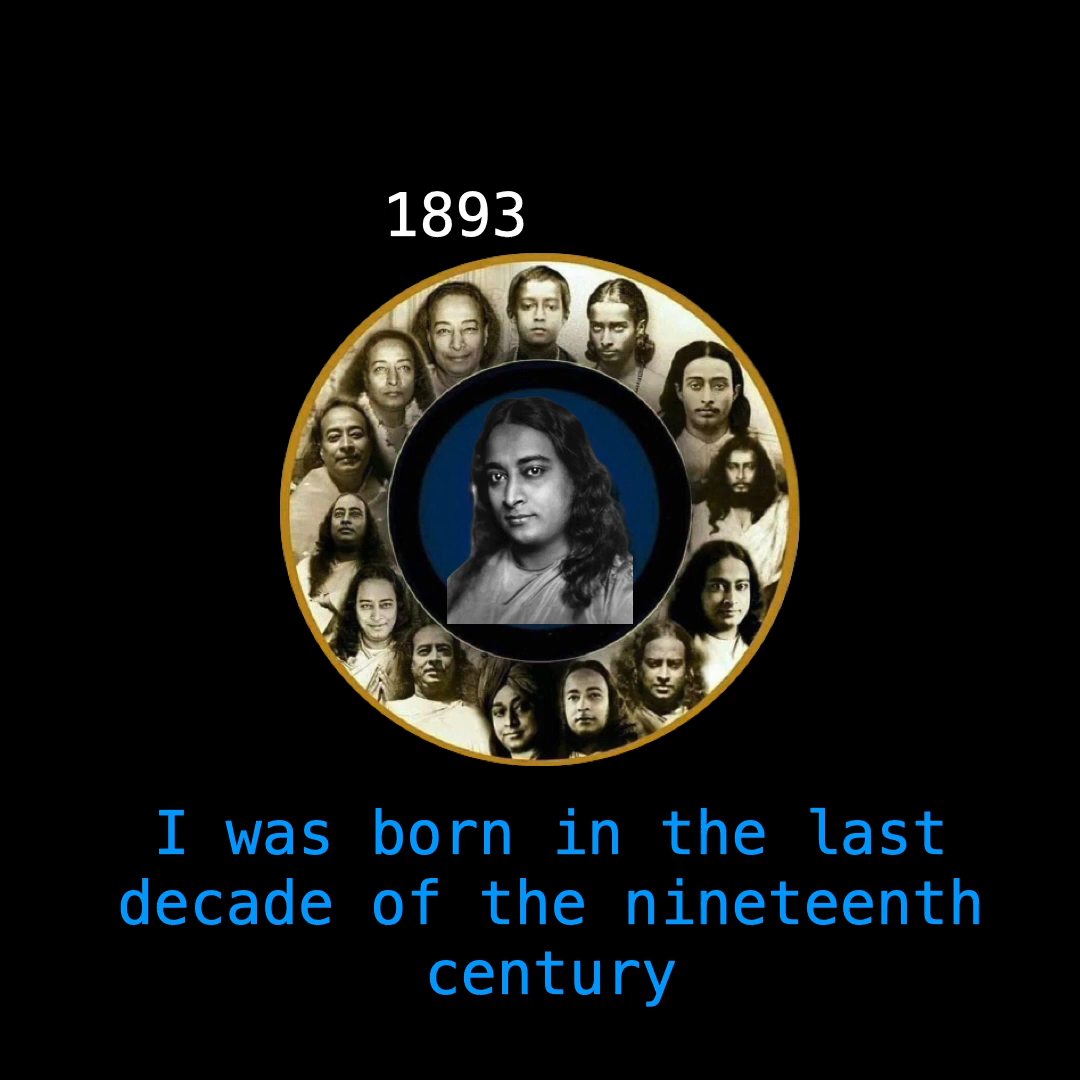 1893
I was born in the last
decade of the nineteenth
century